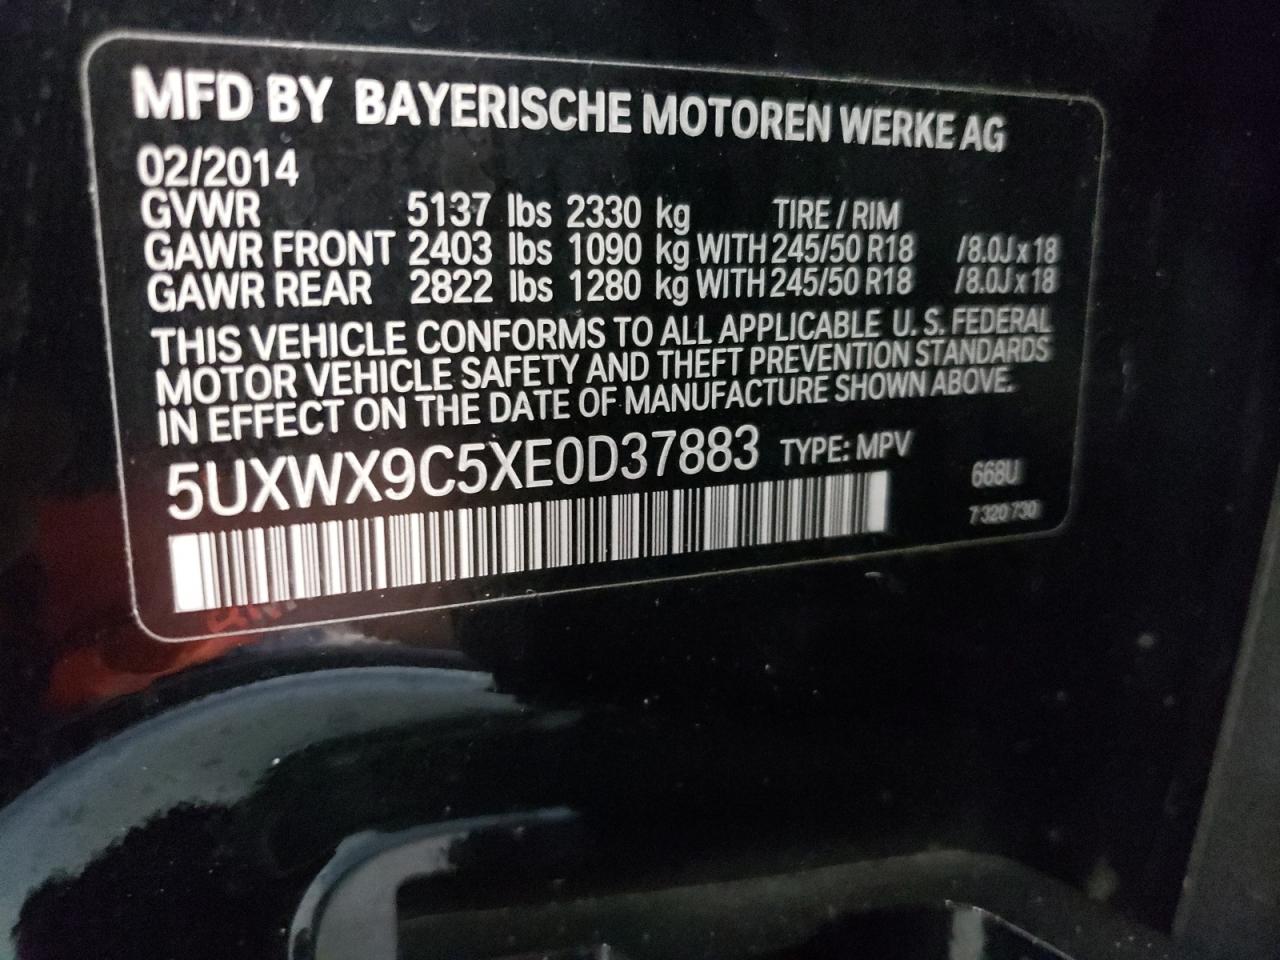 MFD BY BAYERISCHE MOTOREN WERKE AG
02/2014
GVWR 5137 lbs 2330 kg TIRE / RIM
GAWR FRONT 2403 lbs 1090 kg WITH 245/50 R18 /8.0J x 18
GAWR REAR 2822 lbs 1280 kg WITH 245/50 R18 /8.0J x 18
THIS VEHICLE CONFORMS TO ALL APPLICABLE U. S. FEDERAL
MOTOR VEHICLE SAFETY AND THEFT PREVENTION STANDARDS
IN EFFECT ON THE DATE OF MANUFACTURE SHOWN ABOVE.
5UXWX9C5XE0D37883 TYPE: MPV
668U
7 320 730